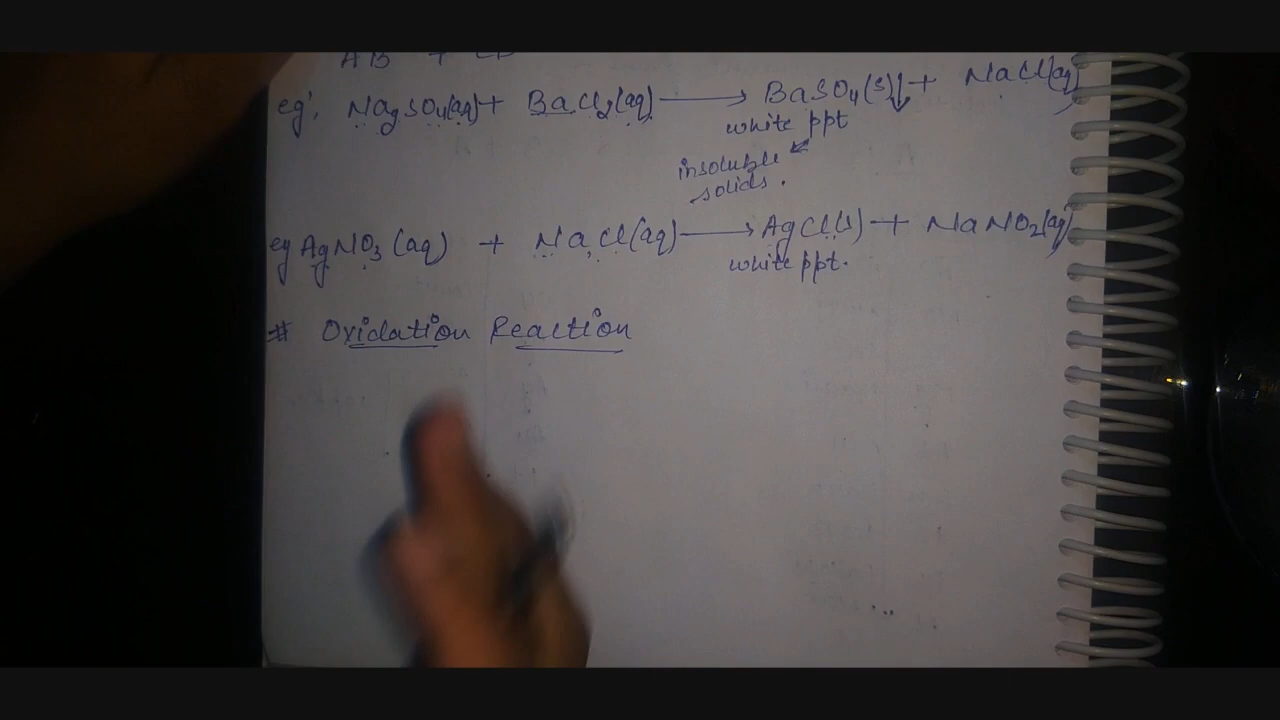 AB +
eg: Na2SO4(aq) + BaCl2(aq) → BaSO4(s)↓ + NaCl(aq)
white ppt
insoluble
solids.
eg AgNO3(aq) + NaCl(aq) → AgCl(s) + NaNO2(aq)
white ppt.
# Oxidation Reaction